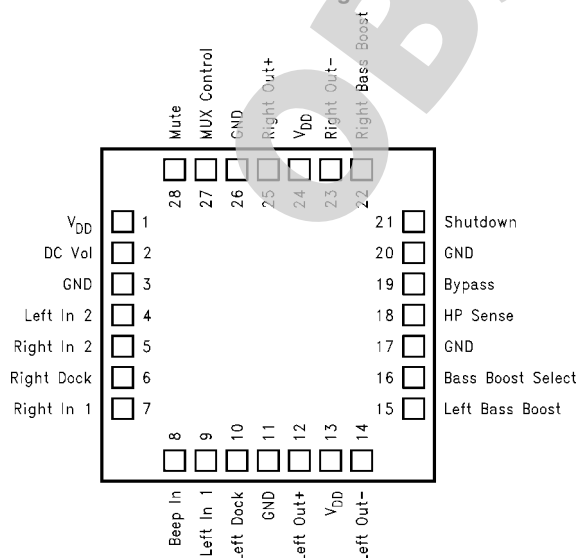 Mute
MUX Control
GND
Right Out+
VDD
Right Out-
Right Bass Boost
28
27
26
25
24
23
22
VDD 1
DC Vol 2
GND 3
Left In 2 4
Right In 2 5
Right Dock 6
Right In 1 7
21 Shutdown
20 GND
19 Bypass
18 HP Sense
17 GND
16 Bass Boost Select
15 Left Bass Boost
8
9
10
11
12
13
14
Beep In
Left In 1
Left Dock
GND
Left Out+
VDD
Left Out-